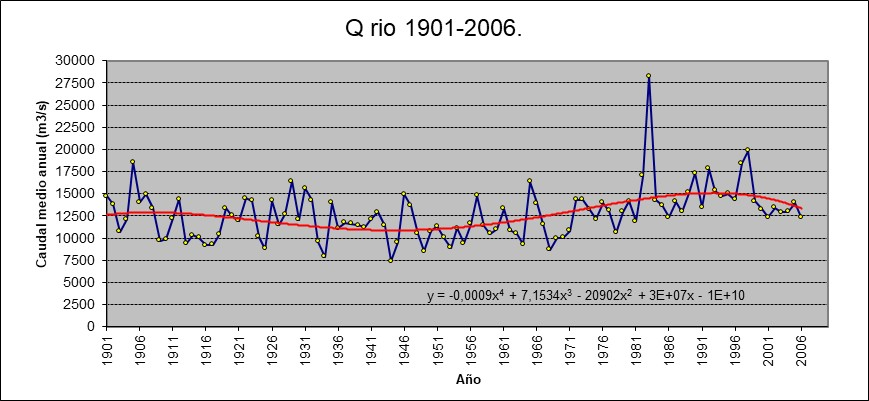 Q rio 1901-2006.
Caudal medio anual (m3/s)
30000
27500
25000
22500
20000
17500
15000
12500
10000
7500
5000
2500
0
y = -0,0009x⁴ + 7,1534x³ - 20902x² + 3E+07x - 1E+10
1901 1906 1911 1916 1921 1926 1931 1936 1941 1946 1951 1956 1961 1966 1971 1976 1981 1986 1991 1996 2001 2006
Año